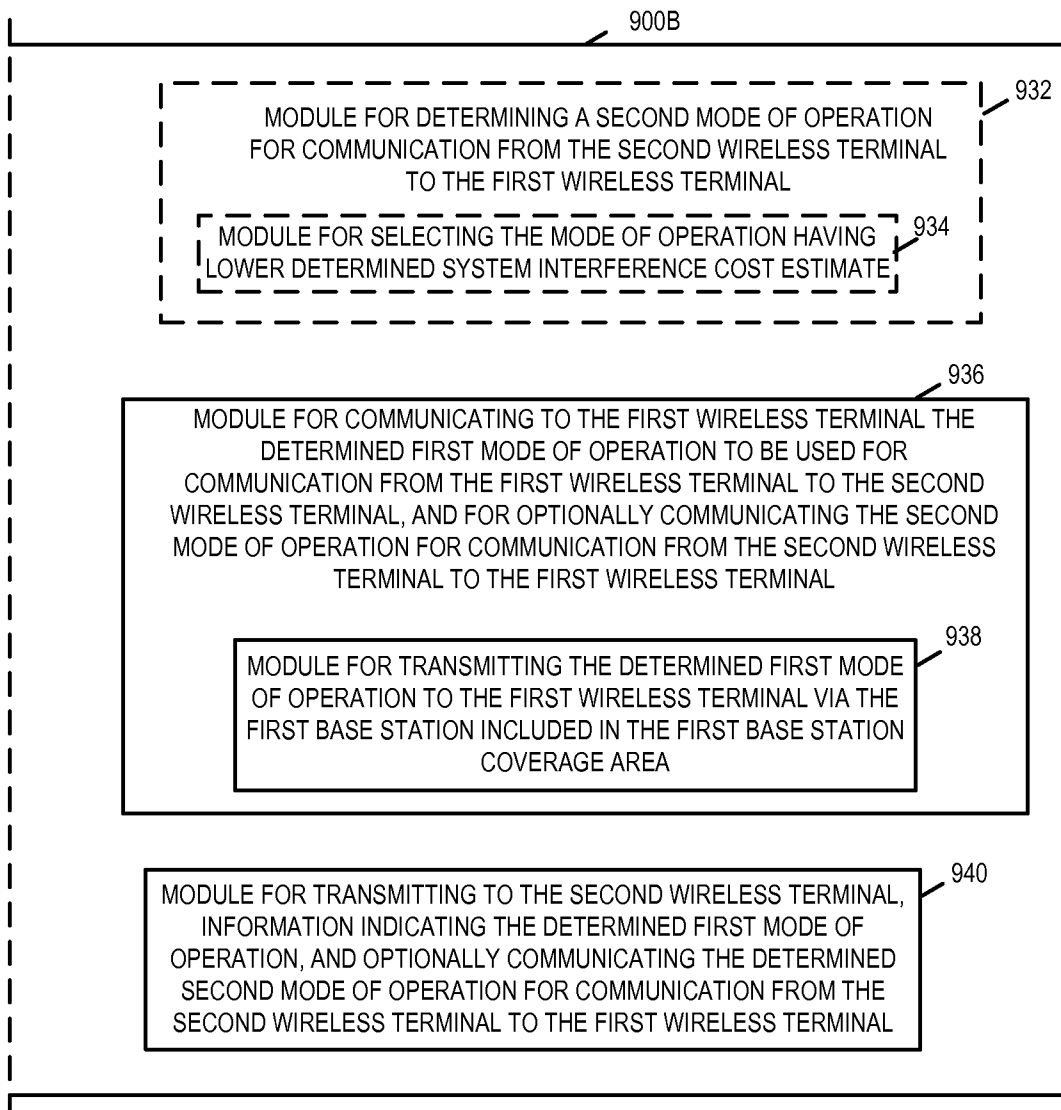 900B
932
MODULE FOR DETERMINING A SECOND MODE OF OPERATION
FOR COMMUNICATION FROM THE SECOND WIRELESS TERMINAL
TO THE FIRST WIRELESS TERMINAL
934
MODULE FOR SELECTING THE MODE OF OPERATION HAVING
LOWER DETERMINED SYSTEM INTERFERENCE COST ESTIMATE
936
MODULE FOR COMMUNICATING TO THE FIRST WIRELESS TERMINAL THE
DETERMINED FIRST MODE OF OPERATION TO BE USED FOR
COMMUNICATION FROM THE FIRST WIRELESS TERMINAL TO THE SECOND
WIRELESS TERMINAL, AND FOR OPTIONALLY COMMUNICATING THE SECOND
MODE OF OPERATION FOR COMMUNICATION FROM THE SECOND WIRELESS
TERMINAL TO THE FIRST WIRELESS TERMINAL
938
MODULE FOR TRANSMITTING THE DETERMINED FIRST MODE
OF OPERATION TO THE FIRST WIRELESS TERMINAL VIA THE
FIRST BASE STATION INCLUDED IN THE FIRST BASE STATION
COVERAGE AREA
940
MODULE FOR TRANSMITTING TO THE SECOND WIRELESS TERMINAL,
INFORMATION INDICATING THE DETERMINED FIRST MODE OF
OPERATION, AND OPTIONALLY COMMUNICATING THE DETERMINED
SECOND MODE OF OPERATION FOR COMMUNICATION FROM THE
SECOND WIRELESS TERMINAL TO THE FIRST WIRELESS TERMINAL